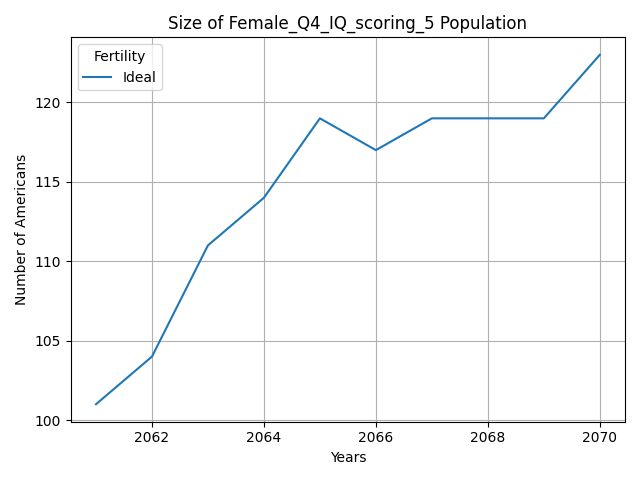 Size of Female_Q4_IQ_scoring_5 Population
Fertility
Ideal
Number of Americans
120
115
110
105
100
2062 2064 2066 2068 2070
Years